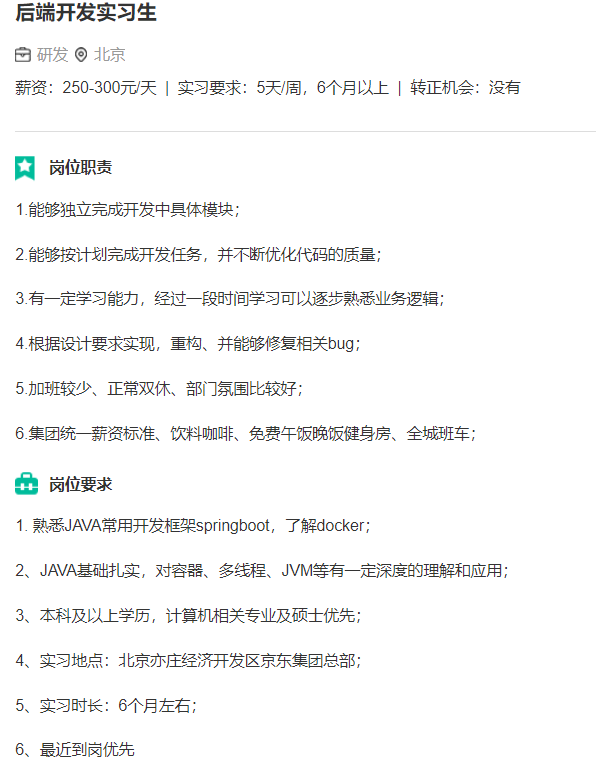 后端开发实习生
研发 北京
薪资：250-300元/天 | 实习要求：5天/周，6个月以上 | 转正机会：没有
岗位职责
1.能够独立完成开发中具体模块；
2.能够按计划完成开发任务，并不断优化代码的质量；
3.有一定学习能力，经过一段时间学习可以逐步熟悉业务逻辑；
4.根据设计要求实现，重构、并能够修复相关bug；
5.加班较少、正常双休、部门氛围比较好；
6.集团统一薪资标准、饮料咖啡、免费午饭晚饭健身房、全城班车；
岗位要求
1. 熟悉JAVA常用开发框架springboot，了解docker；
2、JAVA基础扎实，对容器、多线程、JVM等有一定深度的理解和应用；
3、本科及以上学历，计算机相关专业及硕士优先；
4、实习地点：北京亦庄经济开发区京东集团总部；
5、实习时长：6个月左右；
6、最近到岗优先